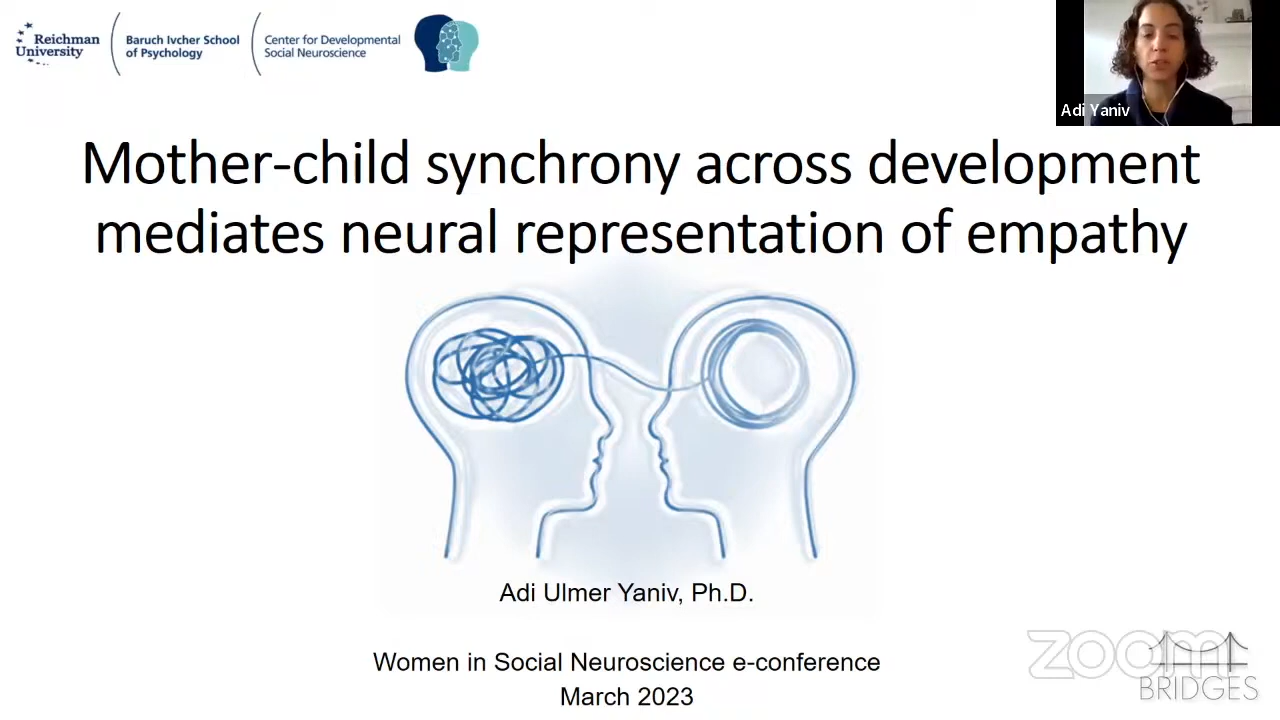 Reichman
University
Baruch Ivcher School
of Psychology
Center for Developmental
Social Neuroscience
Adi Yaniv
Mother-child synchrony across development
mediates neural representation of empathy
Adi Ulmer Yaniv, Ph.D.
Women in Social Neuroscience e-conference
March 2023
zoom
BRIDGES